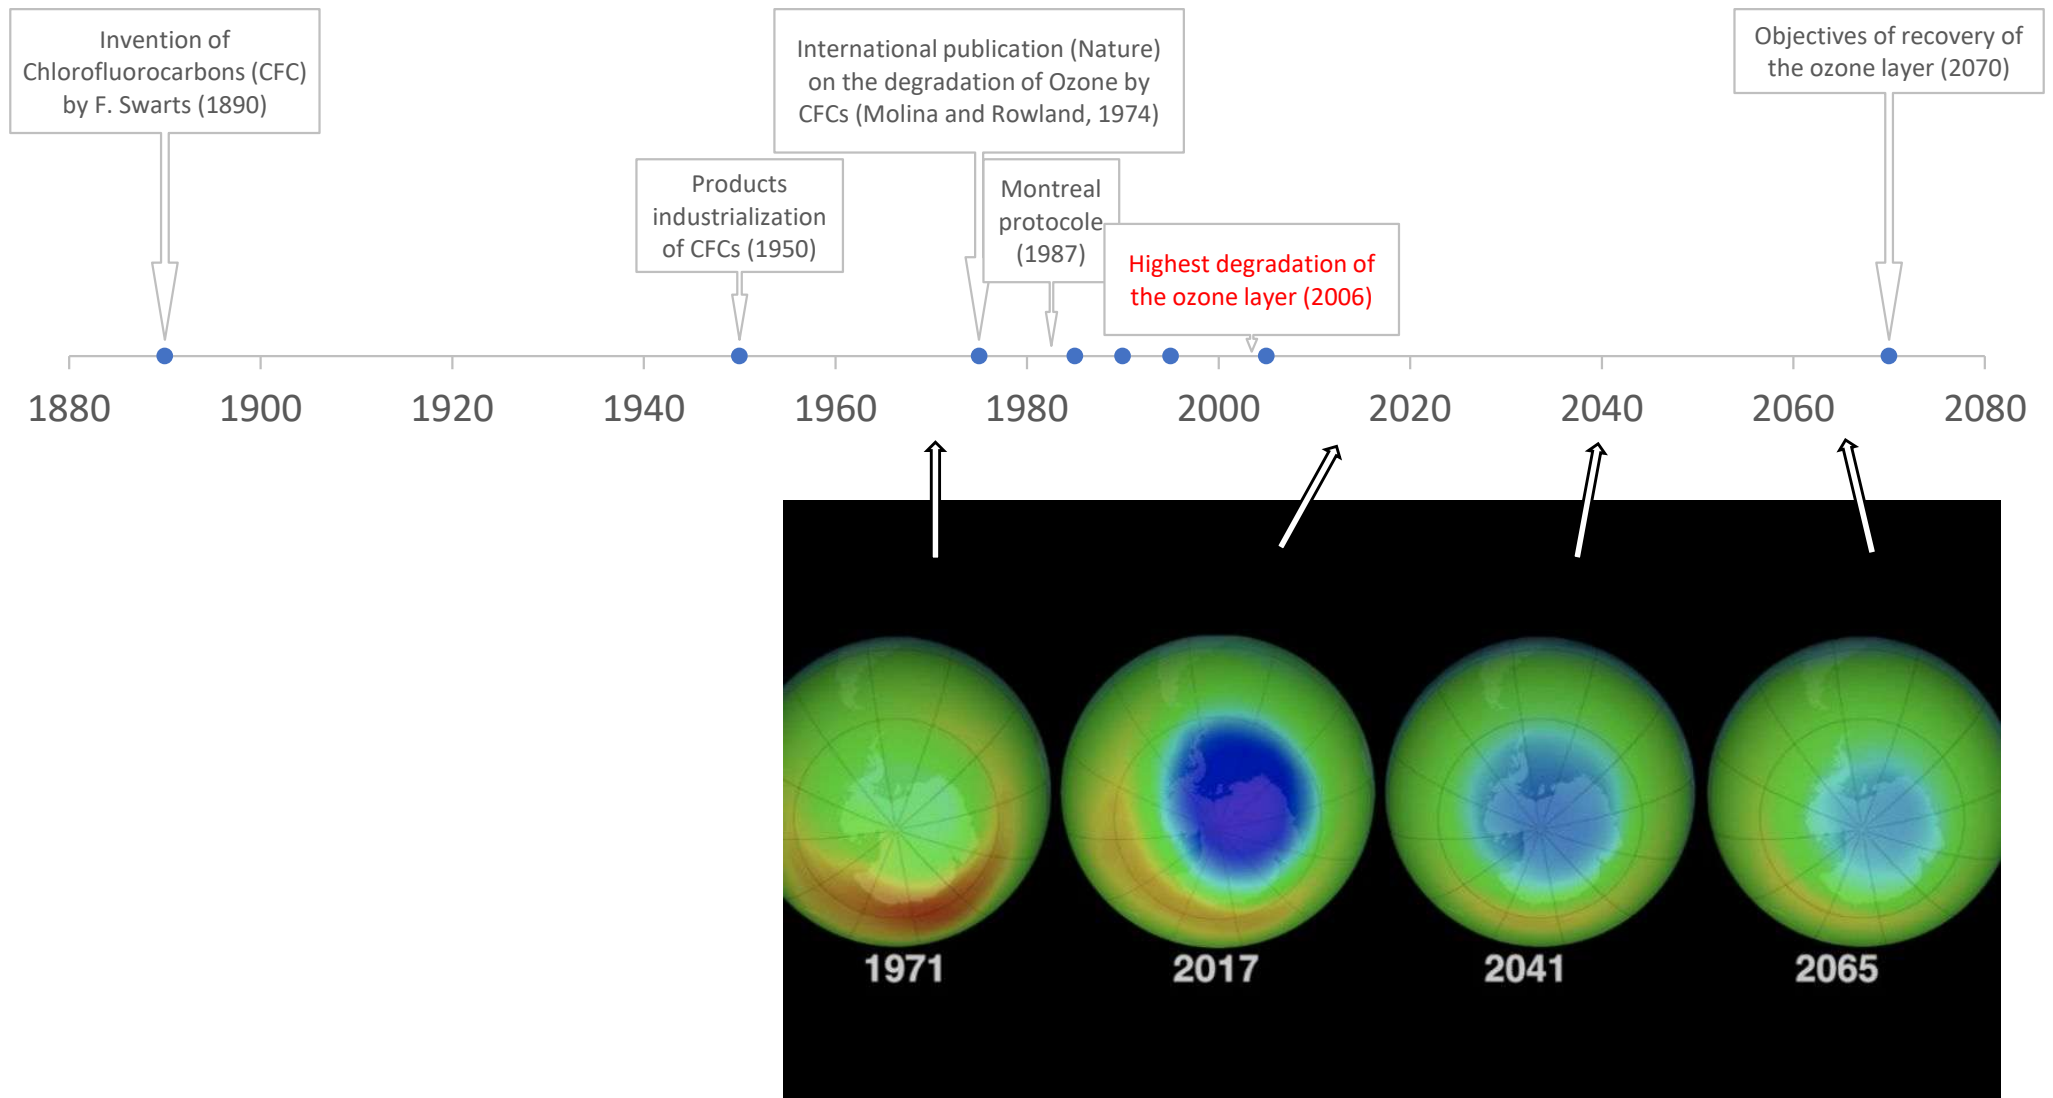 Invention of
Chlorofluorocarbons (CFC)
by F. Swarts (1890)
International publication (Nature)
on the degradation of Ozone by
CFCs (Molina and Rowland, 1974)
Objectives of recovery of
the ozone layer (2070)
Products
industrialization
of CFCs (1950)
Montreal
protocole
(1987)
Highest degradation of
the ozone layer (2006)
1880 1900 1920 1940 1960 1980 2000 2020 2040 2060 2080
1971 2017 2041 2065